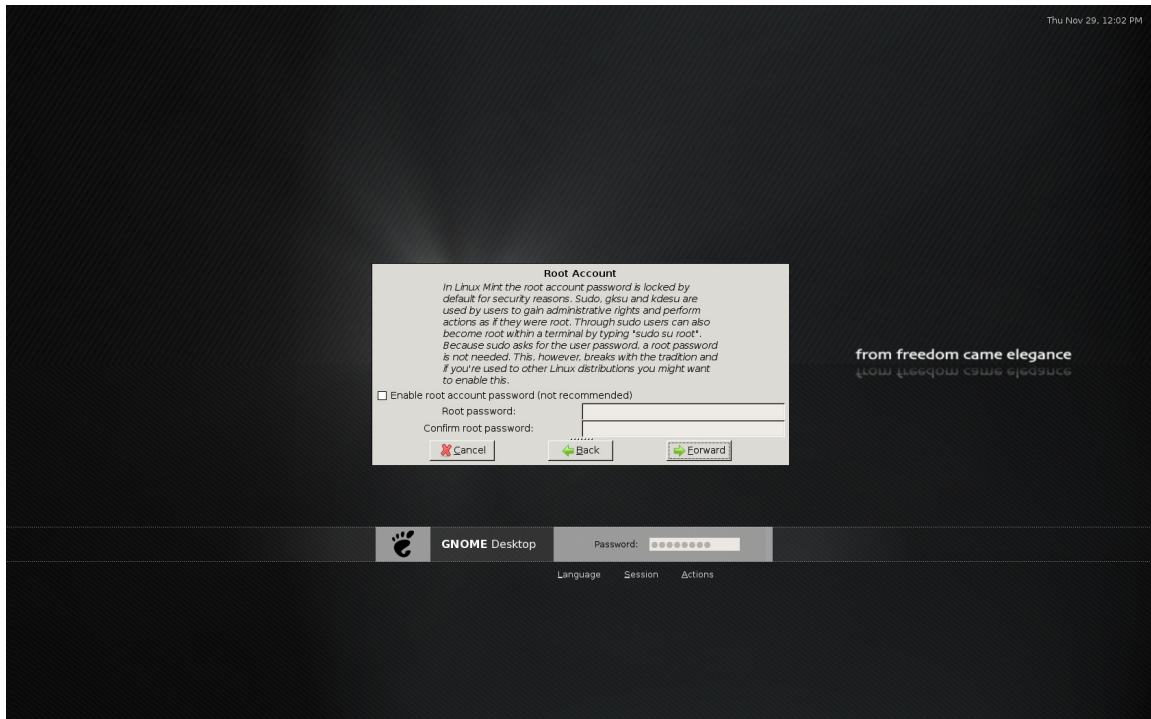 Thu Nov 29, 12:02 PM
Root Account
In Linux Mint the root account password is locked by
default for security reasons. Sudo, gksu and kdesu are
used by users to gain administrative rights and perform
actions as if they were root. Through sudo users can also
become root within a terminal by typing "sudo su root".
Because sudo asks for the user password, a root password
is not needed. This, however, breaks with the tradition and
if you're used to other Linux distributions you might want
to enable this.
Enable root account password (not recommended)
Root password:
Confirm root password:
Cancel Back Forward
from freedom came elegance
GNOME Desktop Password:
Language Session Actions